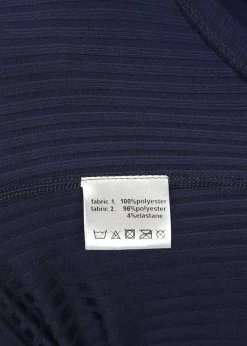 fabric 1. 100%polyester
fabric 2. 96%polyester
4%elastane